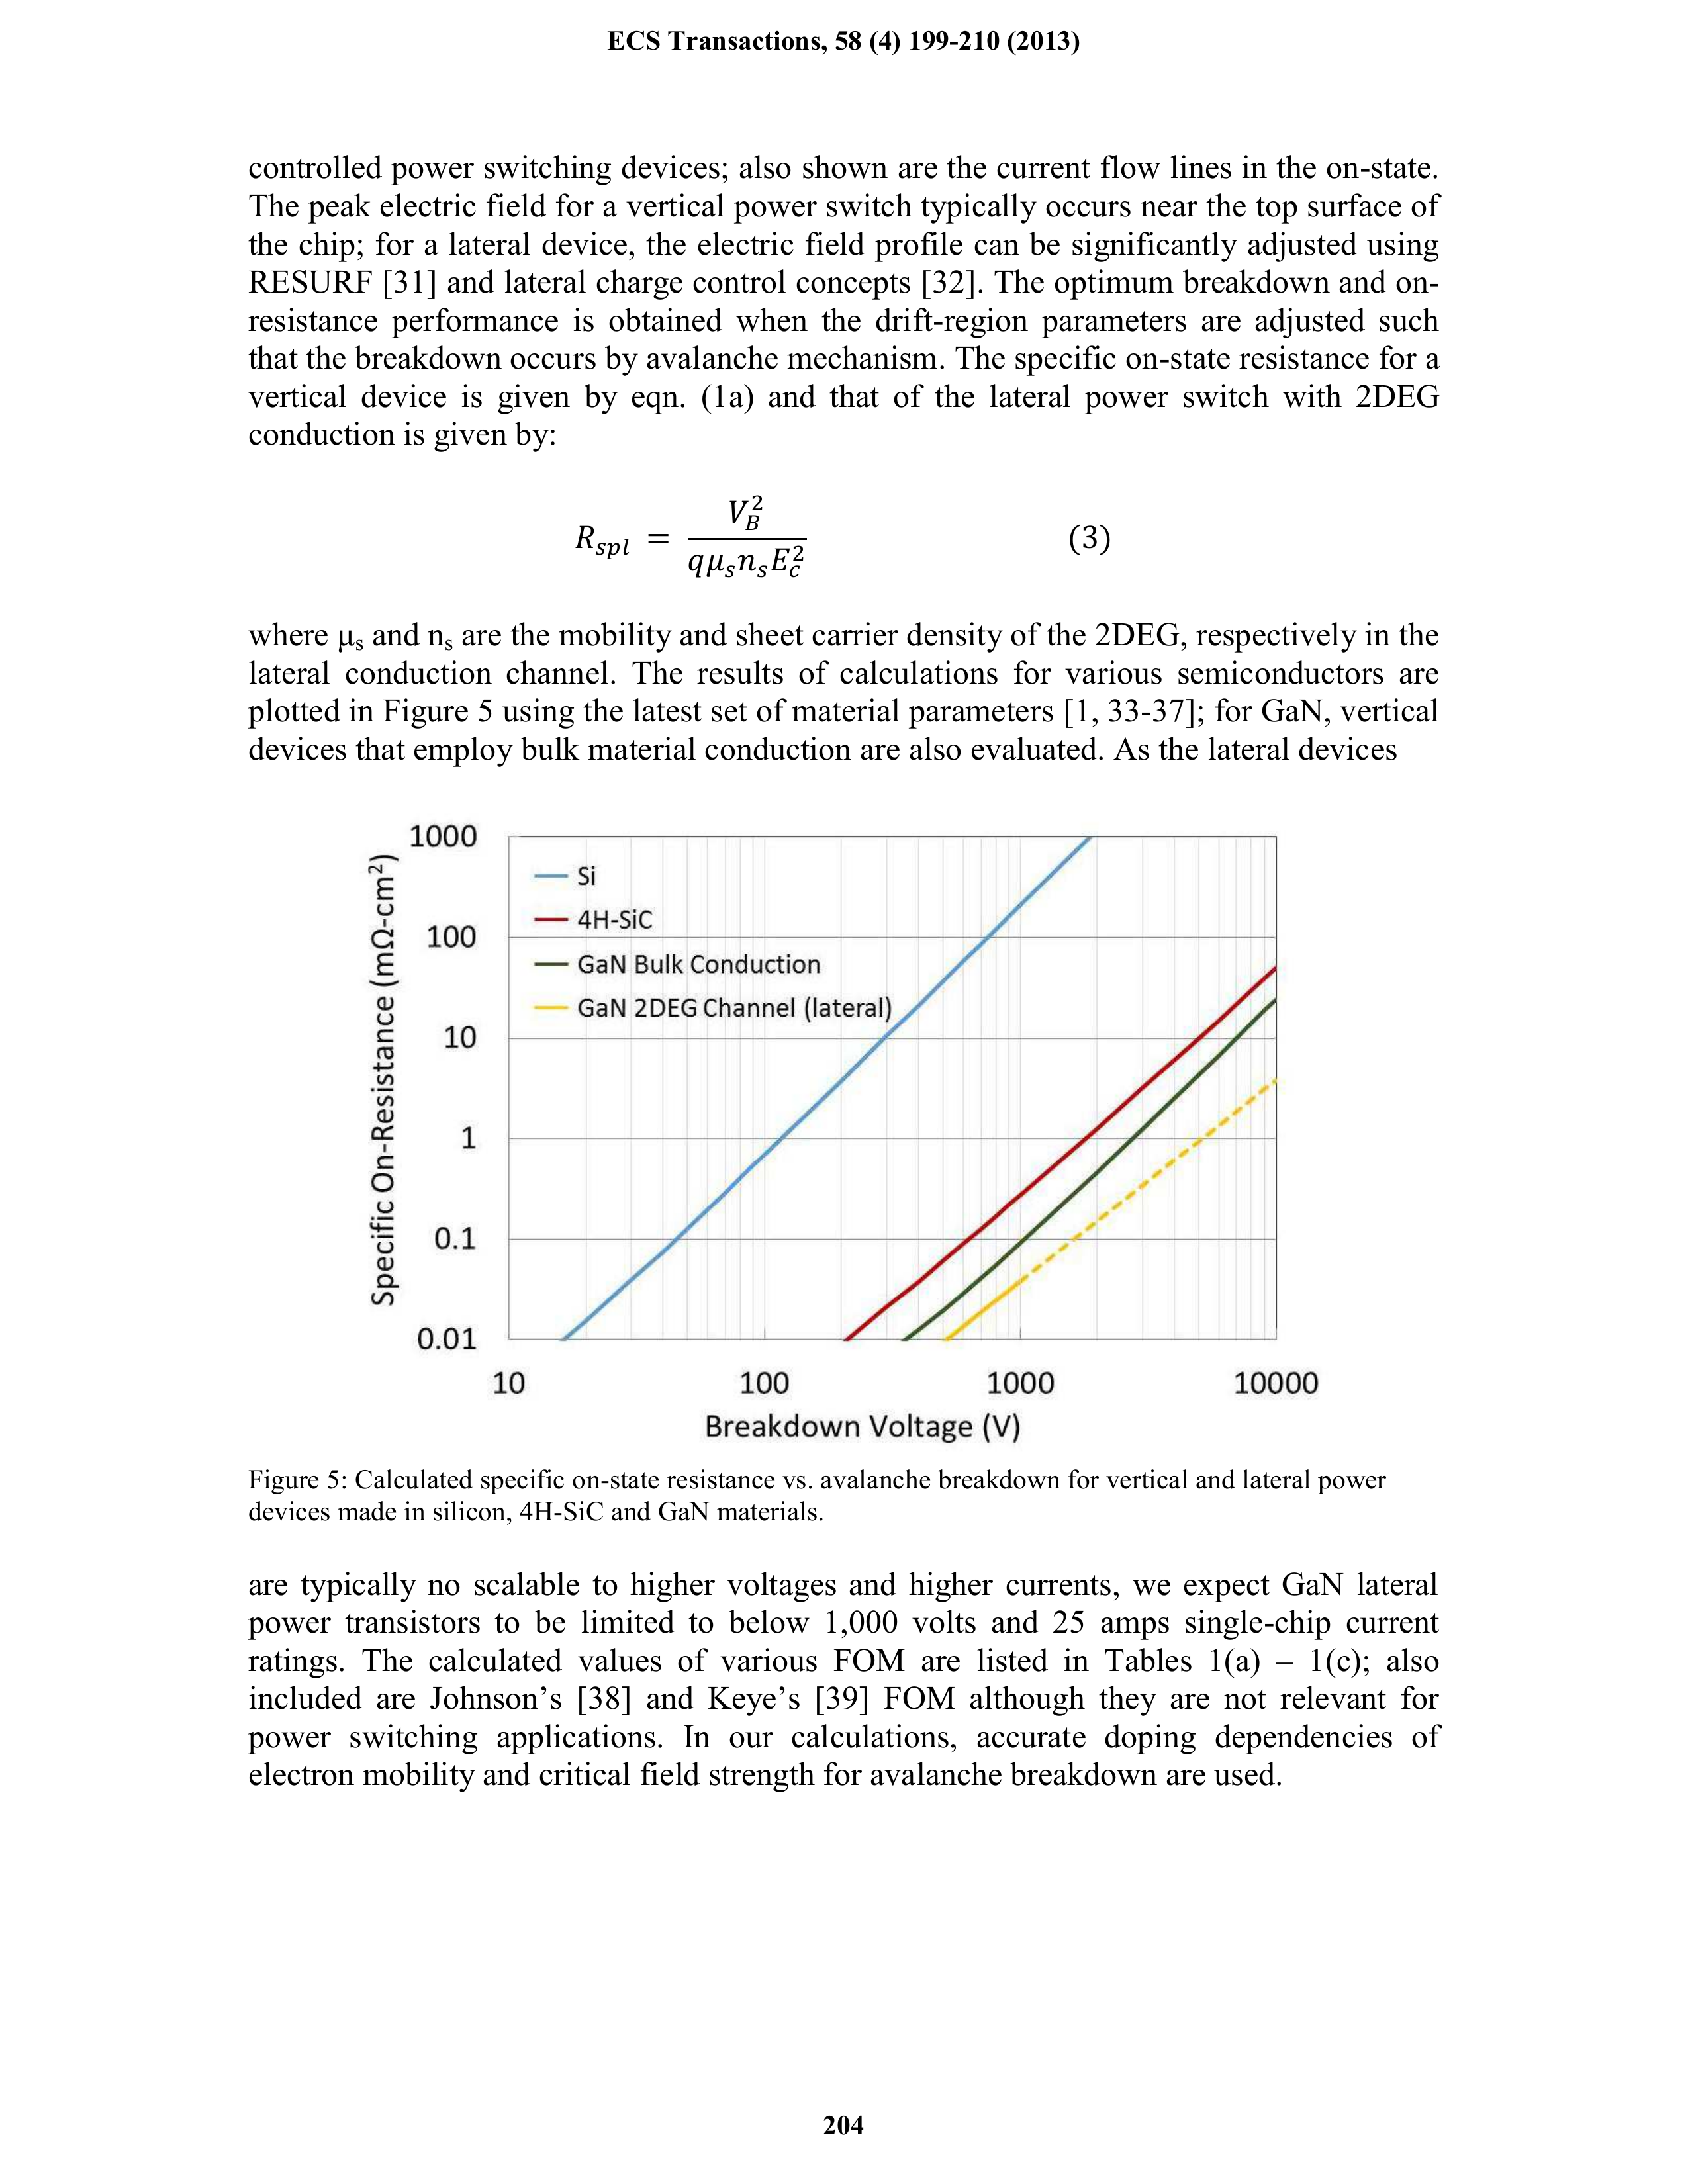 ECS Transactions, 58 (4) 199-210 (2013)
controlled power switching devices; also shown are the current flow lines in the on-state.
The peak electric field for a vertical power switch typically occurs near the top surface of
the chip; for a lateral device, the electric field profile can be significantly adjusted using
RESURF [31] and lateral charge control concepts [32]. The optimum breakdown and on-
resistance performance is obtained when the drift-region parameters are adjusted such
that the breakdown occurs by avalanche mechanism. The specific on-state resistance for a
vertical device is given by eqn. (1a) and that of the lateral power switch with 2DEG
conduction is given by:
R_{spl} = \frac{V_B^2}{qμ_sn_sE_c^2} (3)
where μ_s and n_s are the mobility and sheet carrier density of the 2DEG, respectively in the
lateral conduction channel. The results of calculations for various semiconductors are
plotted in Figure 5 using the latest set of material parameters [1, 33-37]; for GaN, vertical
devices that employ bulk material conduction are also evaluated. As the lateral devices
Specific On-Resistance (mΩ-cm²)
1000
100
10
1
0.1
0.01
Si
4H-SiC
GaN Bulk Conduction
GaN 2DEG Channel (lateral)
10 100 1000 10000
Breakdown Voltage (V)
Figure 5: Calculated specific on-state resistance vs. avalanche breakdown for vertical and lateral power
devices made in silicon, 4H-SiC and GaN materials.
are typically no scalable to higher voltages and higher currents, we expect GaN lateral
power transistors to be limited to below 1,000 volts and 25 amps single-chip current
ratings. The calculated values of various FOM are listed in Tables 1(a) – 1(c); also
included are Johnson’s [38] and Keye’s [39] FOM although they are not relevant for
power switching applications. In our calculations, accurate doping dependencies of
electron mobility and critical field strength for avalanche breakdown are used.
204